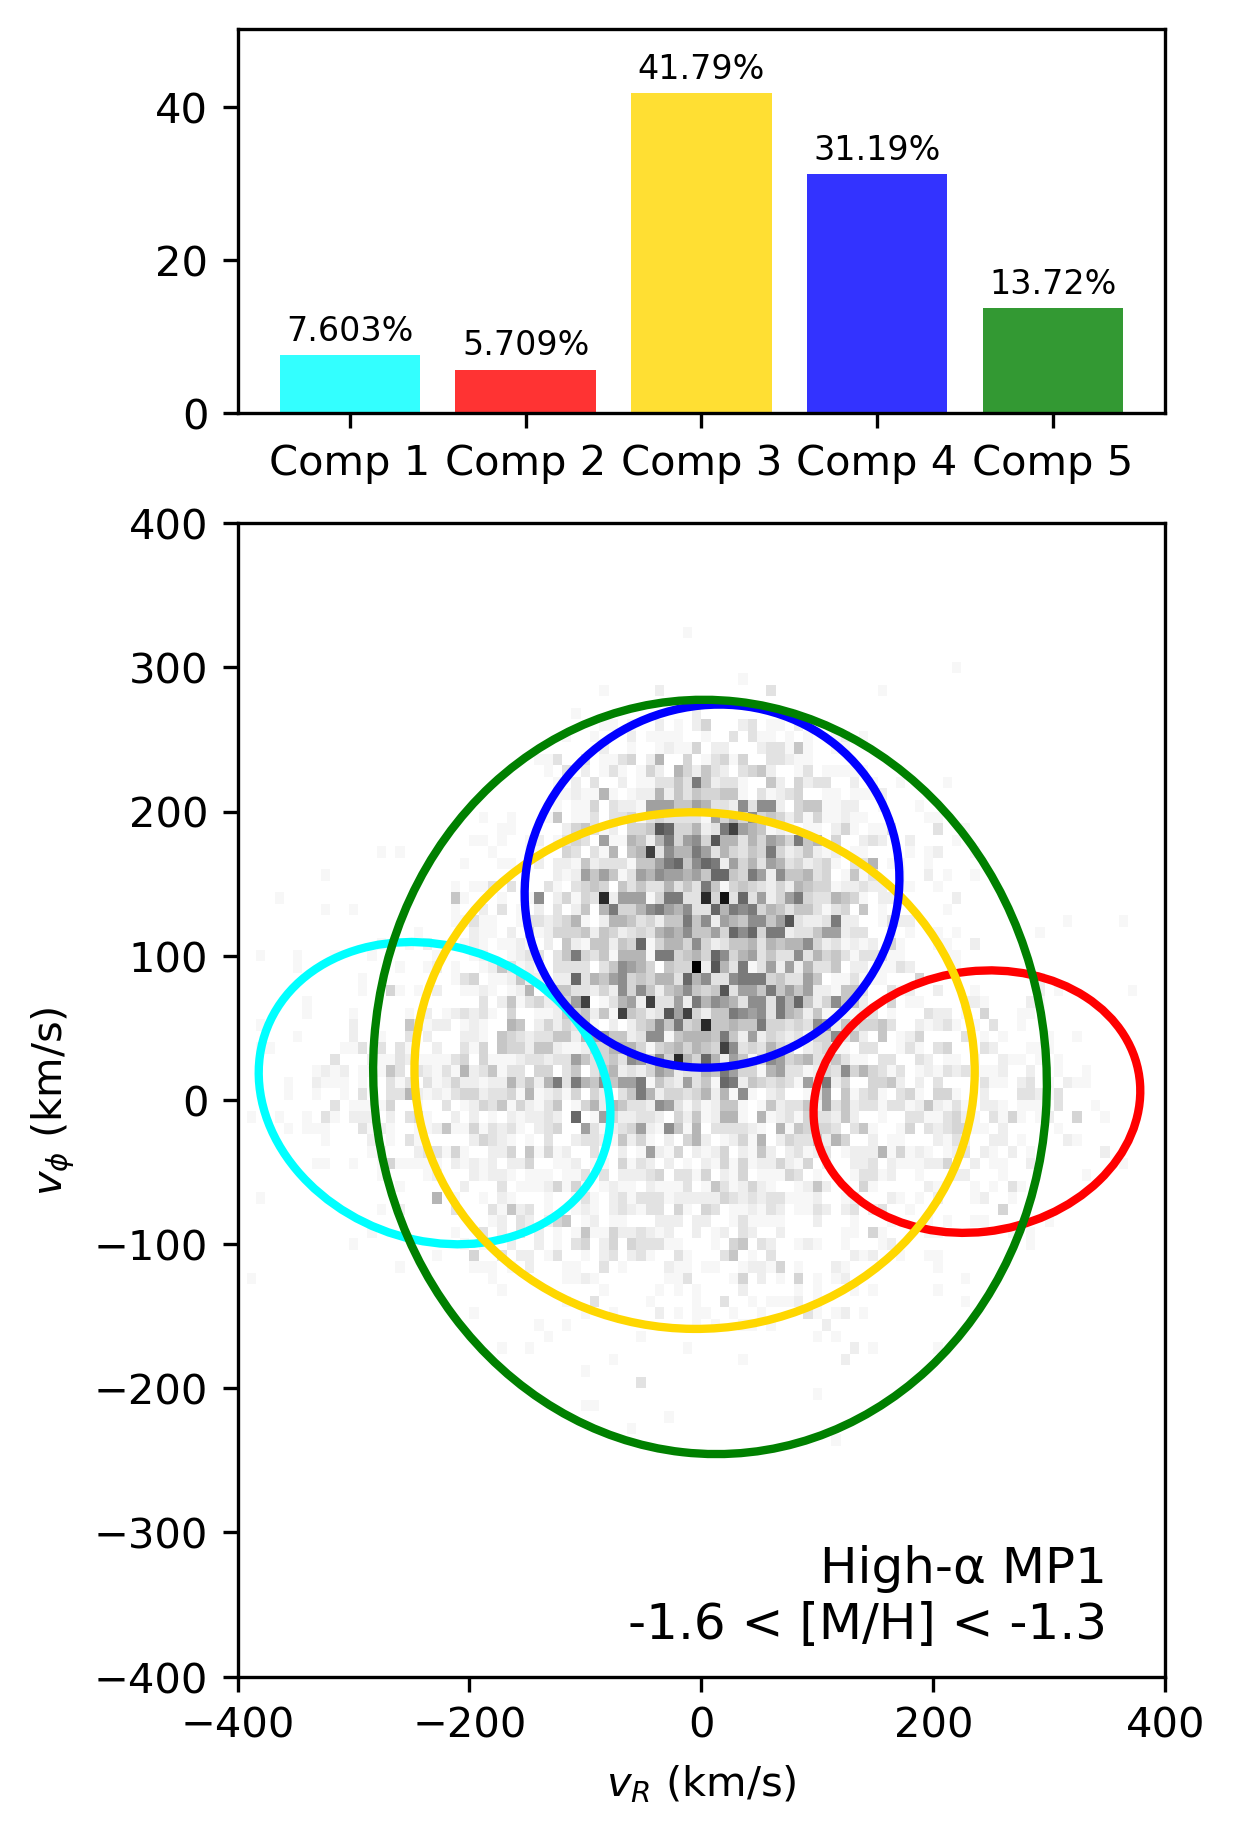 41.79%
40
31.19%
20
13.72%
7.603%
5.709%
0
Comp 1 Comp 2 Comp 3 Comp 4 Comp 5
400
300
200
100
0
−100
−200
−300
−400
v_ϕ (km/s)
High-α MP1
-1.6 < [M/H] < -1.3
−400 −200 0 200 400
v_R (km/s)